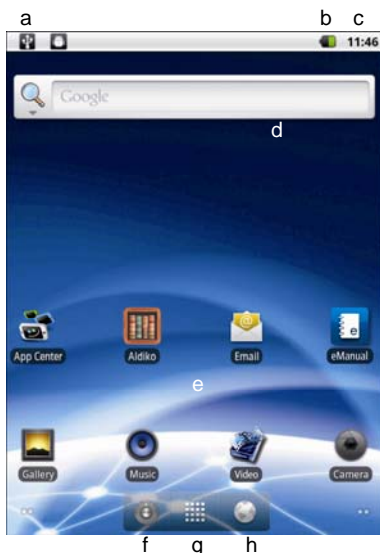 a b c
11:46
Google
d
App Center Aldiko Email eManual
e
Gallery Music Video Camera
f g h